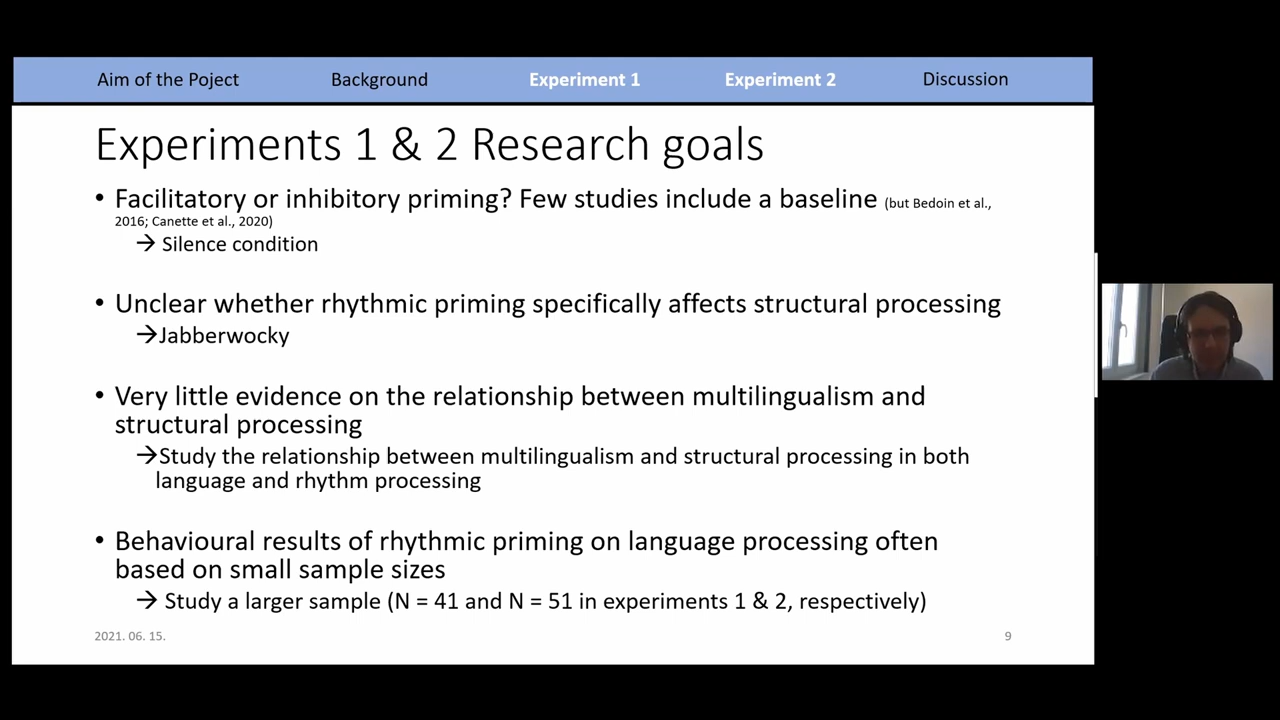 Aim of the Poject Background Experiment 1 Experiment 2 Discussion
Experiments 1 & 2 Research goals
• Facilitatory or inhibitory priming? Few studies include a baseline (but Bedoin et al.,
2016; Canette et al., 2020)
→ Silence condition
• Unclear whether rhythmic priming specifically affects structural processing
→Jabberwocky
• Very little evidence on the relationship between multilingualism and
structural processing
→Study the relationship between multilingualism and structural processing in both
language and rhythm processing
• Behavioural results of rhythmic priming on language processing often
based on small sample sizes
→ Study a larger sample (N = 41 and N = 51 in experiments 1 & 2, respectively)
2021. 06. 15. 9